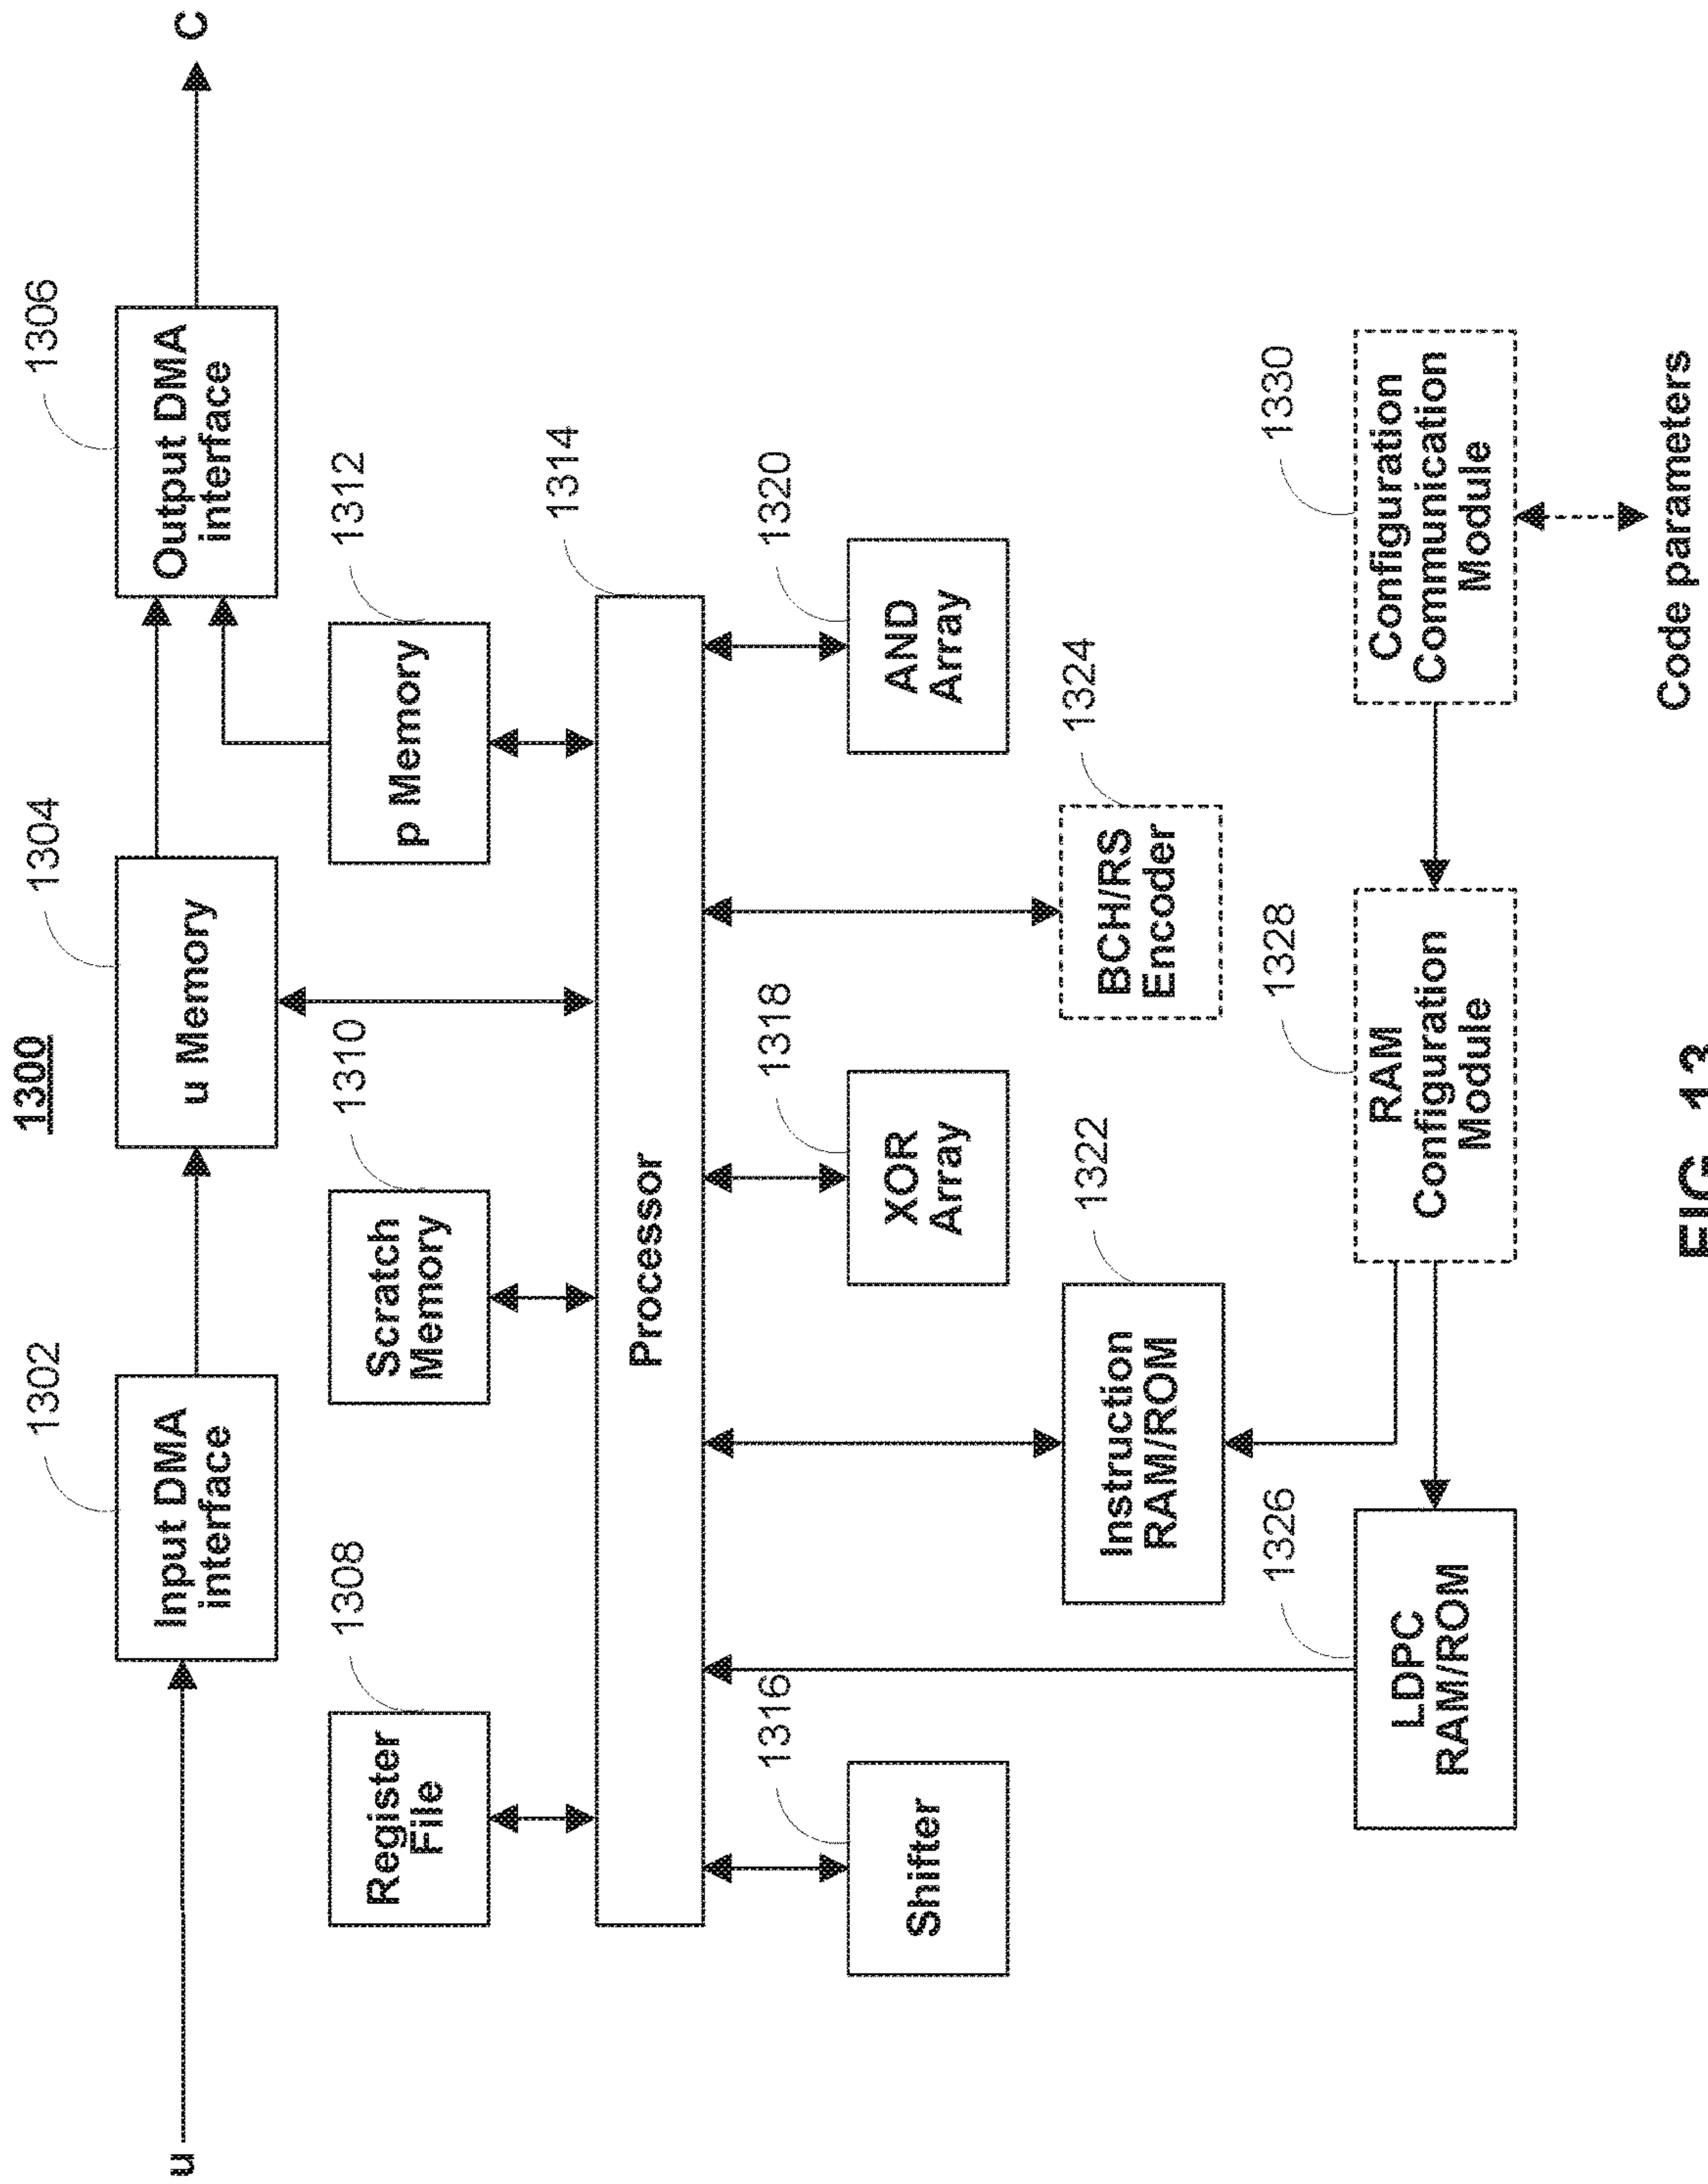 1300
u
Input DMA
interface
1302
u Memory
1304
Output DMA
interface
1306
C
Register
File
1308
Scratch
Memory
1310
p Memory
1312
Processor
1314
Shifter
1316
XOR
Array
1318
AND
Array
1320
Instruction
RAM/ROM
1322
BCH/RS
Encoder
1324
LDPC
RAM/ROM
1326
RAM
Configuration
Module
1328
Configuration
Communication
Module
1330
Code parameters
FIG. 13